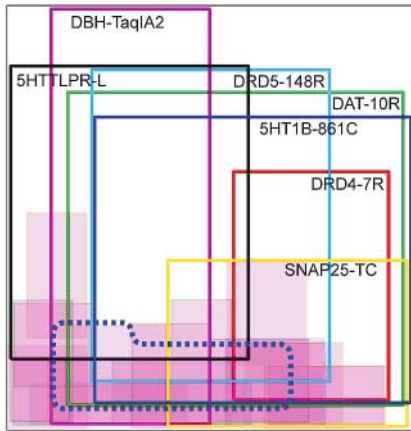 DBH-TaqIA2
5HTTLPR-L
DRD5-148R
DAT-10R
5HT1B-861C
DRD4-7R
SNAP25-TC